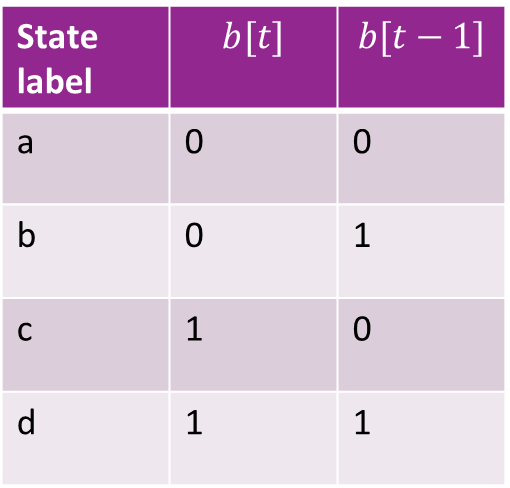 State label b[t] b[t − 1]
a 0 0
b 0 1
c 1 0
d 1 1